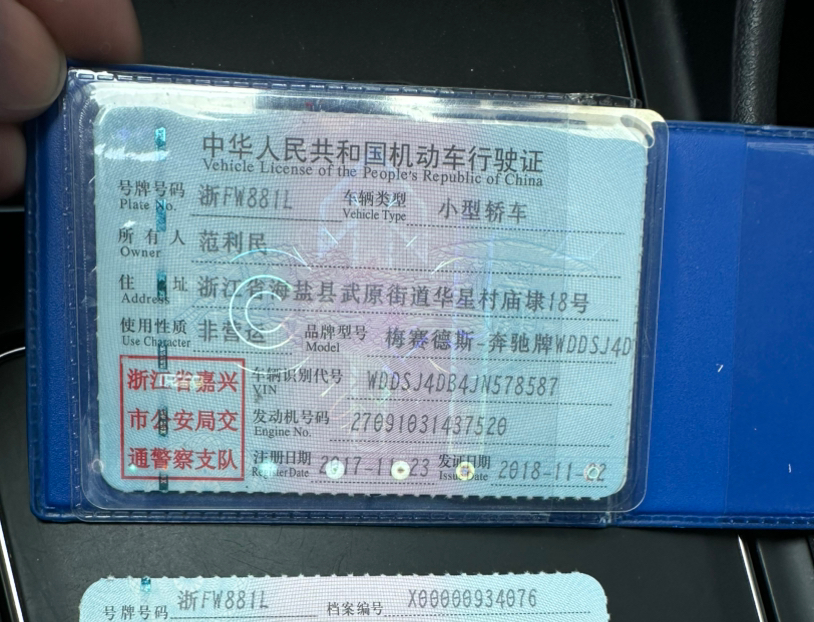 中华人民共和国机动车行驶证
Vehicle License of the People's Republic of China
号牌号码 浙FW881L 车辆类型 小型轿车
Plate No. Vehicle Type
所有人 范利民
Owner
住址 浙江省海盐县武原街道华星村庙埭18号
Address
使用性质 非营运 品牌型号 梅赛德斯-奔驰牌WDDSJ4D
Use Character Model
浙江省嘉兴
市公安局交
通警察支队
车辆识别代号 WDDSJ4DB4JN578587
VIN
发动机号码 27091031437520
Engine No.
注册日期 2017-11-23 发证日期 2018-11-02
Register Date Issue Date
号牌号码 浙FW881L 档案编号 X00000934076